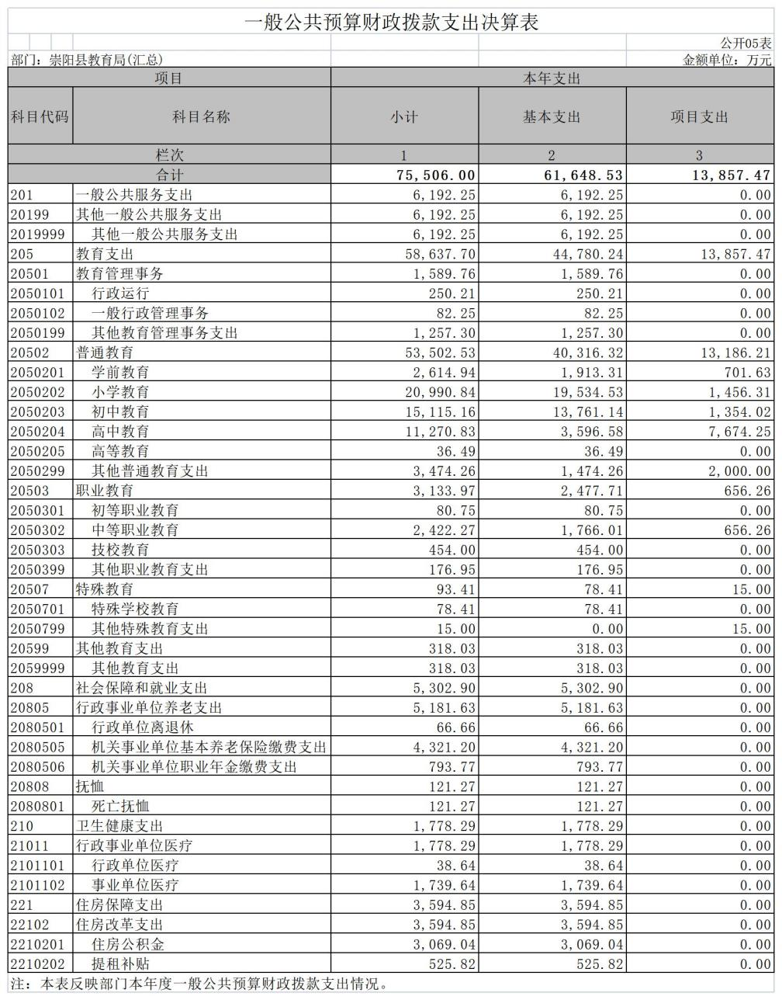 一般公共预算财政拨款支出决算表
公开05表
部门：崇阳县教育局(汇总) 金额单位：万元
项目 本年支出
科目代码 科目名称 小计 基本支出 项目支出
栏次 1 2 3
合计 75,506.00 61,648.53 13,857.47
201 一般公共服务支出 6,192.25 6,192.25 0.00
20199 其他一般公共服务支出 6,192.25 6,192.25 0.00
2019999 其他一般公共服务支出 6,192.25 6,192.25 0.00
205 教育支出 58,637.70 44,780.24 13,857.47
20501 教育管理事务 1,589.76 1,589.76 0.00
2050101 行政运行 250.21 250.21 0.00
2050102 一般行政管理事务 82.25 82.25 0.00
2050199 其他教育管理事务支出 1,257.30 1,257.30 0.00
20502 普通教育 53,502.53 40,316.32 13,186.21
2050201 学前教育 2,614.94 1,913.31 701.63
2050202 小学教育 20,990.84 19,534.53 1,456.31
2050203 初中教育 15,115.16 13,761.14 1,354.02
2050204 高中教育 11,270.83 3,596.58 7,674.25
2050205 高等教育 36.49 36.49 0.00
2050299 其他普通教育支出 3,474.26 1,474.26 2,000.00
20503 职业教育 3,133.97 2,477.71 656.26
2050301 初等职业教育 80.75 80.75 0.00
2050302 中等职业教育 2,422.27 1,766.01 656.26
2050303 技校教育 454.00 454.00 0.00
2050399 其他职业教育支出 176.95 176.95 0.00
20507 特殊教育 93.41 78.41 15.00
2050701 特殊学校教育 78.41 78.41 0.00
2050799 其他特殊教育支出 15.00 0.00 15.00
20599 其他教育支出 318.03 318.03 0.00
2059999 其他教育支出 318.03 318.03 0.00
208 社会保障和就业支出 5,302.90 5,302.90 0.00
20805 行政事业单位养老支出 5,181.63 5,181.63 0.00
2080501 行政单位离退休 66.66 66.66 0.00
2080505 机关事业单位基本养老保险缴费支出 4,321.20 4,321.20 0.00
2080506 机关事业单位职业年金缴费支出 793.77 793.77 0.00
20808 抚恤 121.27 121.27 0.00
2080801 死亡抚恤 121.27 121.27 0.00
210 卫生健康支出 1,778.29 1,778.29 0.00
21011 行政事业单位医疗 1,778.29 1,778.29 0.00
2101101 行政单位医疗 38.64 38.64 0.00
2101102 事业单位医疗 1,739.64 1,739.64 0.00
221 住房保障支出 3,594.85 3,594.85 0.00
22102 住房改革支出 3,594.85 3,594.85 0.00
2210201 住房公积金 3,069.04 3,069.04 0.00
2210202 提租补贴 525.82 525.82 0.00
注：本表反映部门本年度一般公共预算财政拨款支出情况。